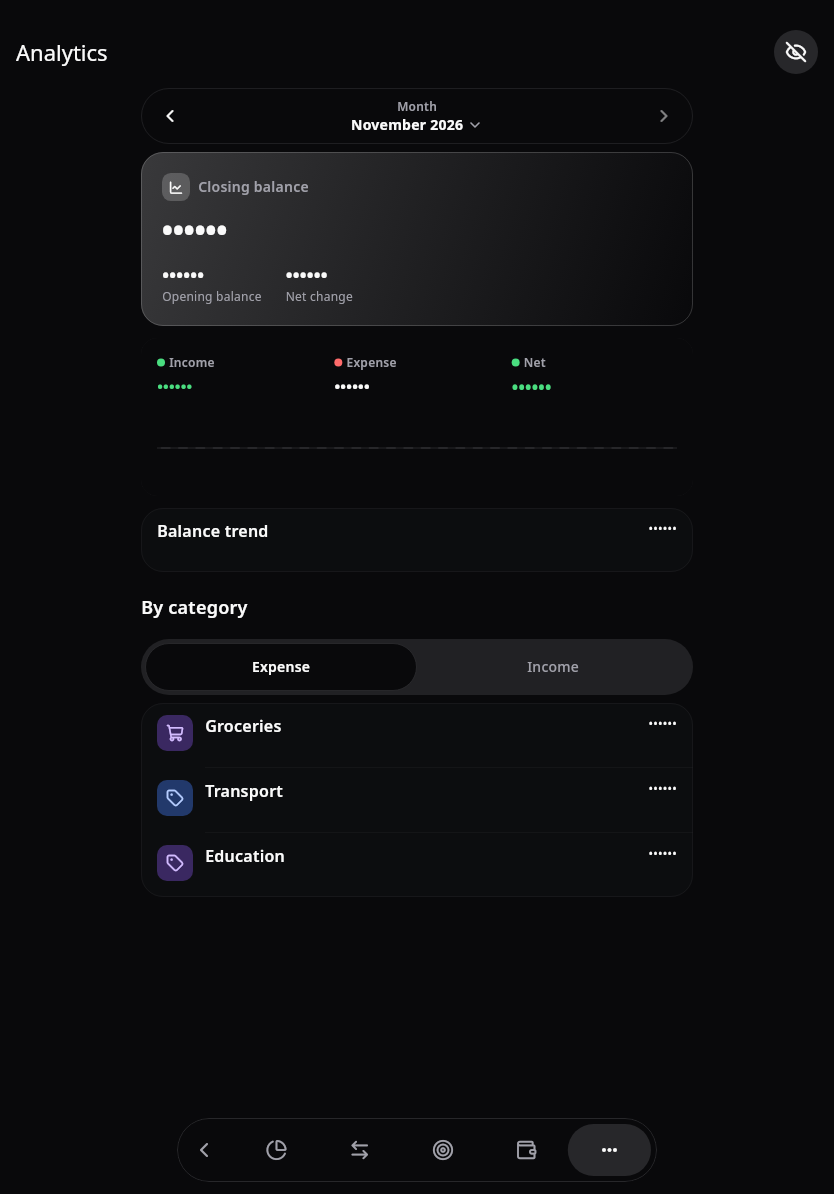 Analytics
Month
November 2026
Closing balance
••••••
•••••• ••••••
Opening balance Net change
Income Expense Net
•••••• •••••• ••••••
Balance trend ••••••
By category
Expense Income
Groceries ••••••
Transport ••••••
Education ••••••